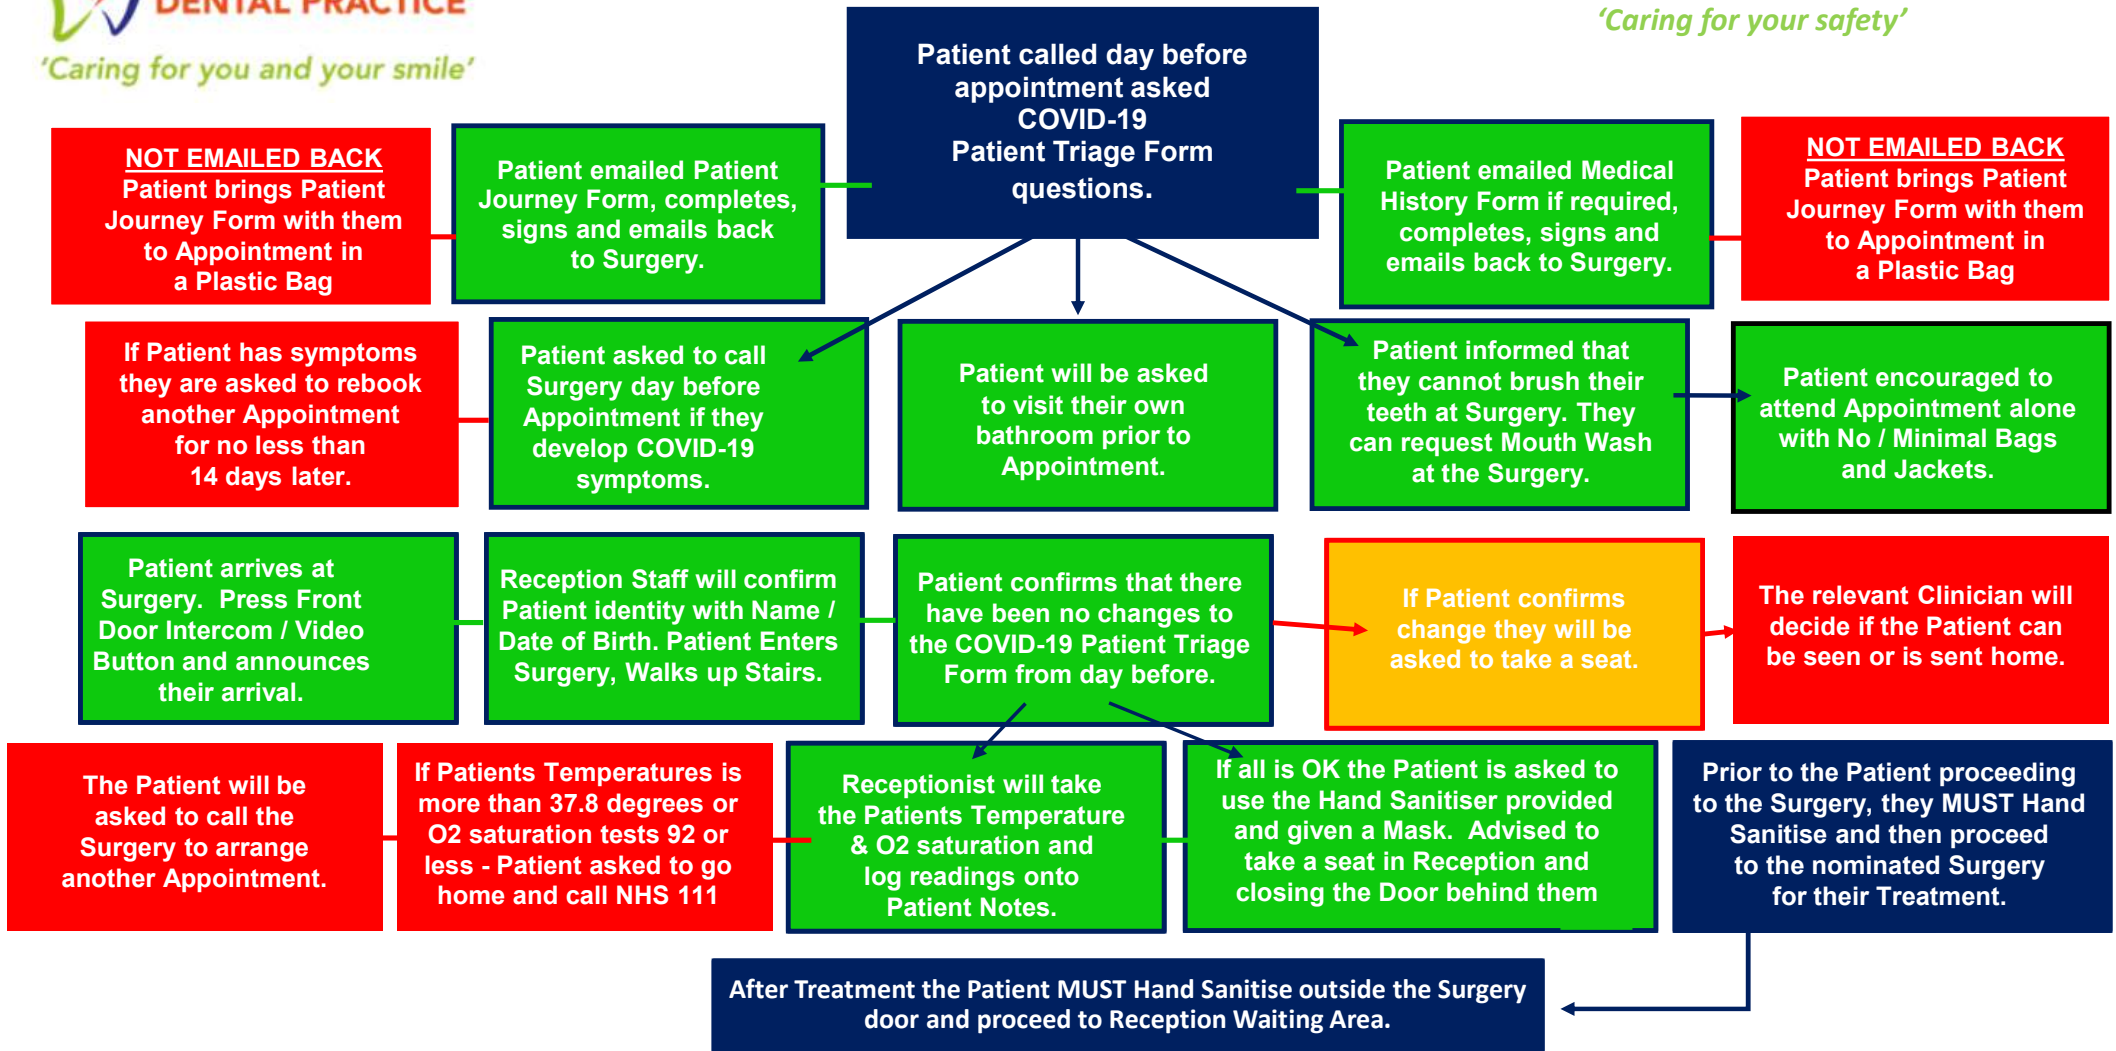 DENTAL PRACTICE
'Caring for you and your smile'
'Caring for your safety'
Patient called day before
appointment asked
COVID-19
Patient Triage Form
questions.
NOT EMAILED BACK
Patient brings Patient
Journey Form with them
to Appointment in
a Plastic Bag
Patient emailed Patient
Journey Form, completes,
signs and emails back
to Surgery.
Patient emailed Medical
History Form if required,
completes, signs and
emails back to Surgery.
NOT EMAILED BACK
Patient brings Patient
Journey Form with them
to Appointment in
a Plastic Bag
If Patient has symptoms
they are asked to rebook
another Appointment
for no less than
14 days later.
Patient asked to call
Surgery day before
Appointment if they
develop COVID-19
symptoms.
Patient will be asked
to visit their own
bathroom prior to
Appointment.
Patient informed that
they cannot brush their
teeth at Surgery. They
can request Mouth Wash
at the Surgery.
Patient encouraged to
attend Appointment alone
with No / Minimal Bags
and Jackets.
Patient arrives at
Surgery. Press Front
Door Intercom / Video
Button and announces
their arrival.
Reception Staff will confirm
Patient identity with Name /
Date of Birth. Patient Enters
Surgery, Walks up Stairs.
Patient confirms that there
have been no changes to
the COVID-19 Patient Triage
Form from day before.
If Patient confirms
change they will be
asked to take a seat.
The relevant Clinician will
decide if the Patient can
be seen or is sent home.
The Patient will be
asked to call the
Surgery to arrange
another Appointment.
If Patients Temperatures is
more than 37.8 degrees or
O2 saturation tests 92 or
less - Patient asked to go
home and call NHS 111
Receptionist will take
the Patients Temperature
& O2 saturation and
log readings onto
Patient Notes.
If all is OK the Patient is asked to
use the Hand Sanitiser provided
and given a Mask. Advised to
take a seat in Reception and
closing the Door behind them
Prior to the Patient proceeding
to the Surgery, they MUST Hand
Sanitise and then proceed
to the nominated Surgery
for their Treatment.
After Treatment the Patient MUST Hand Sanitise outside the Surgery
door and proceed to Reception Waiting Area.